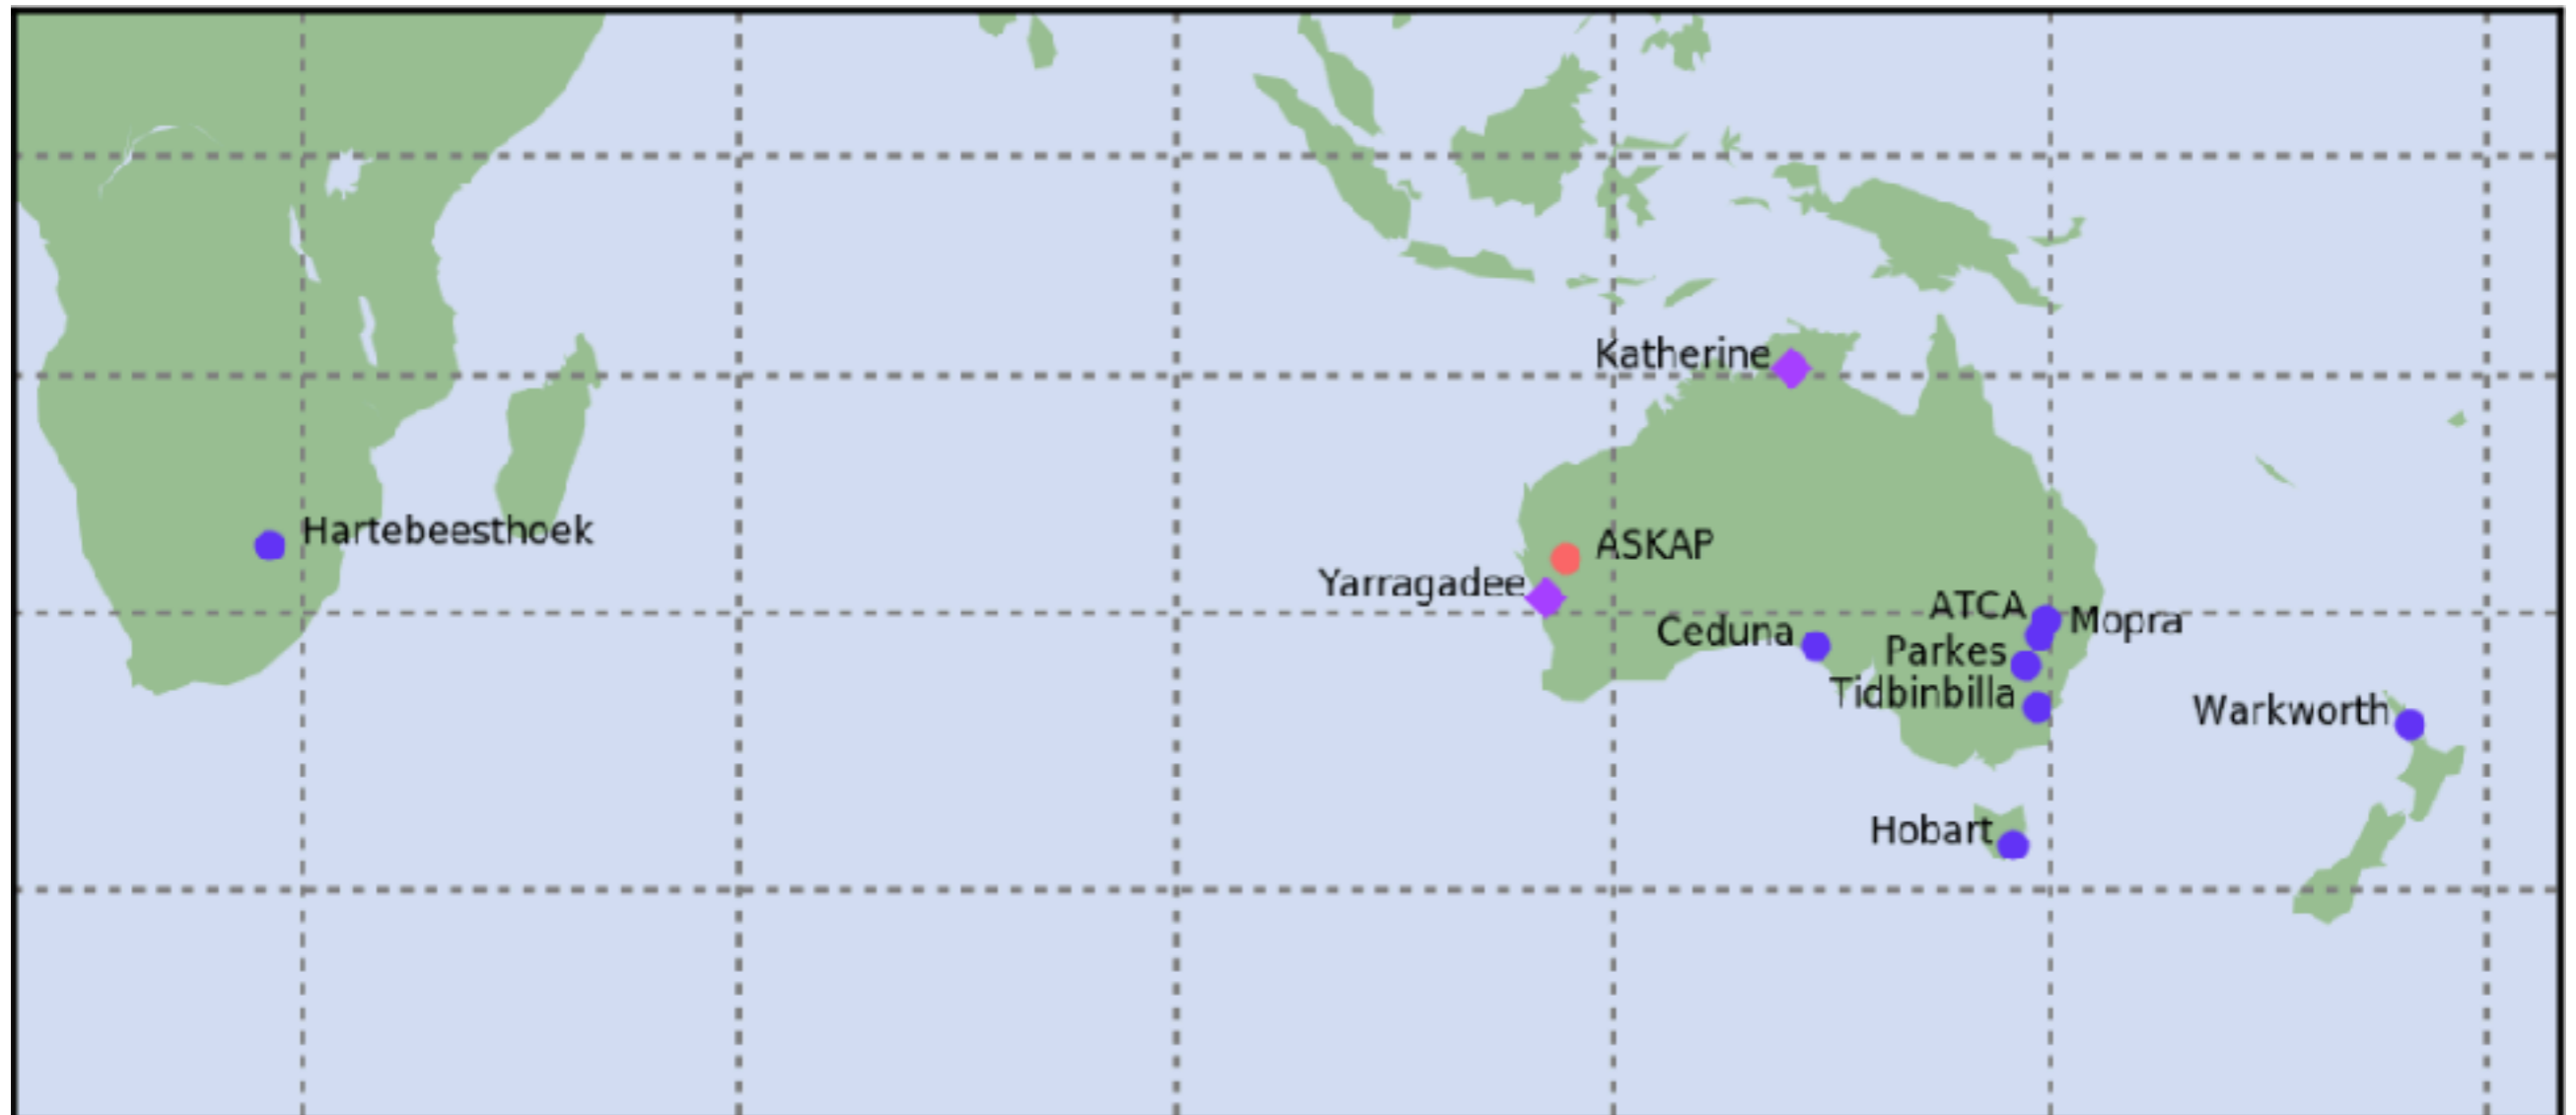 Katherine
Hartebeesthoek
ASKAP
Yarragadee
ATCA
Mopra
Ceduna
Parkes
Tidbinbilla
Warkworth
Hobart